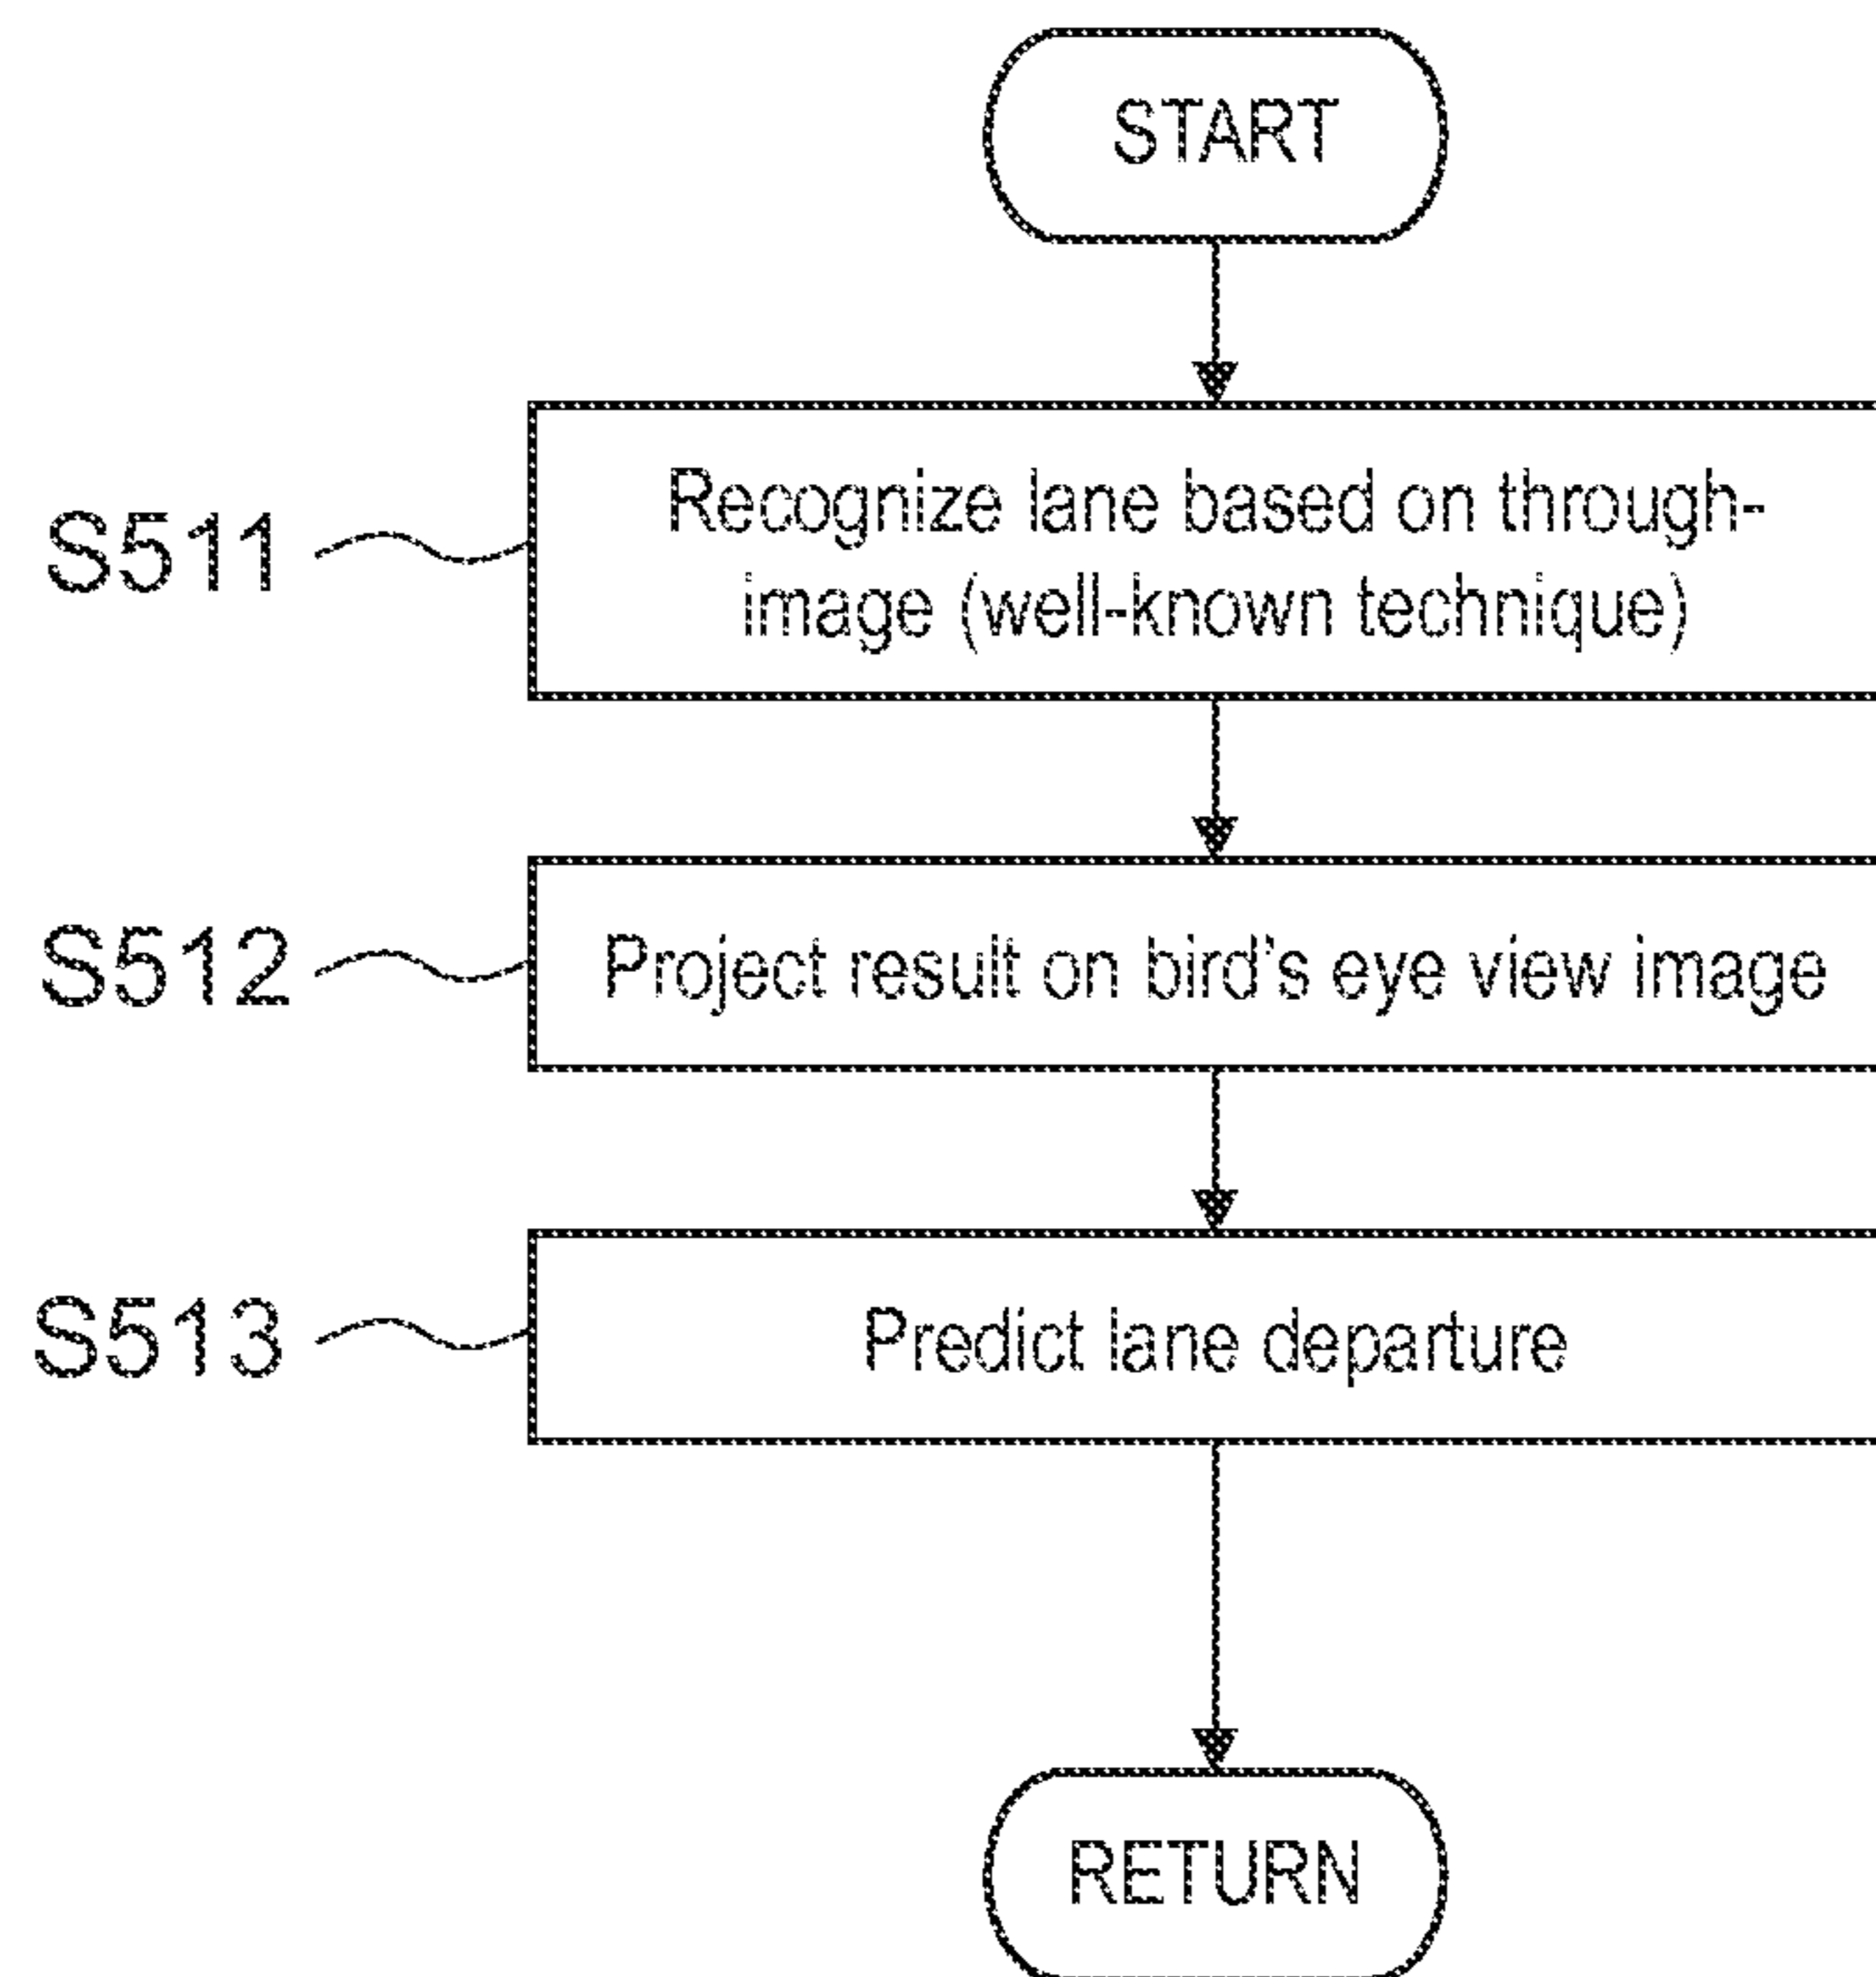 START
S511
Recognize lane based on through-
image (well-known technique)
S512
Project result on bird's eye view image
S513
Predict lane departure
RETURN